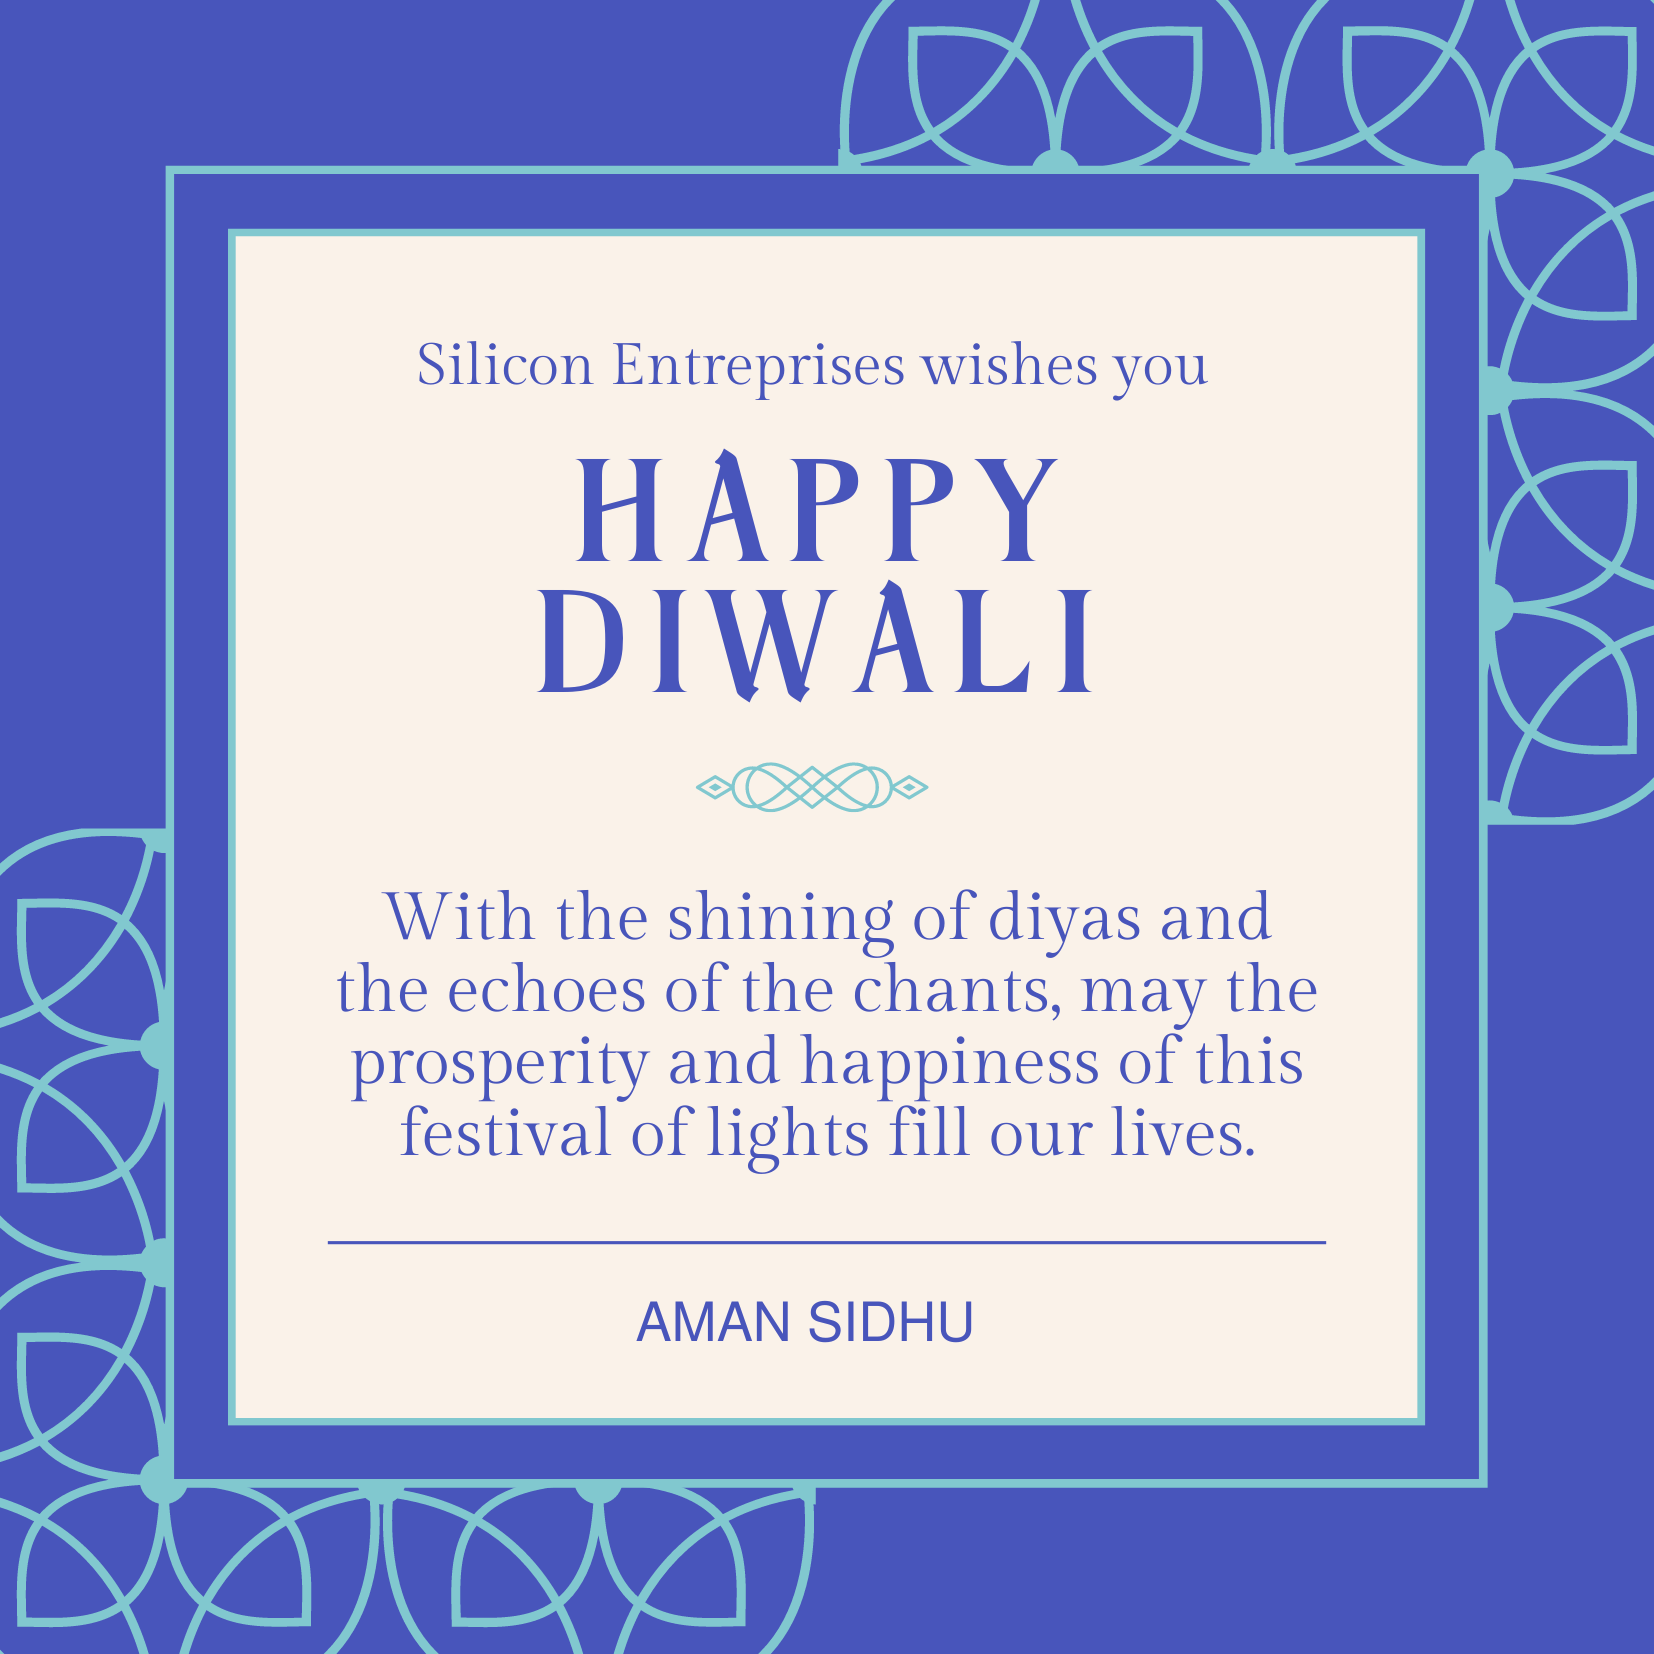 Silicon Entreprises wishes you
HAPPY
DIWALI
With the shining of diyas and
the echoes of the chants, may the
prosperity and happiness of this
festival of lights fill our lives.
AMAN SIDHU